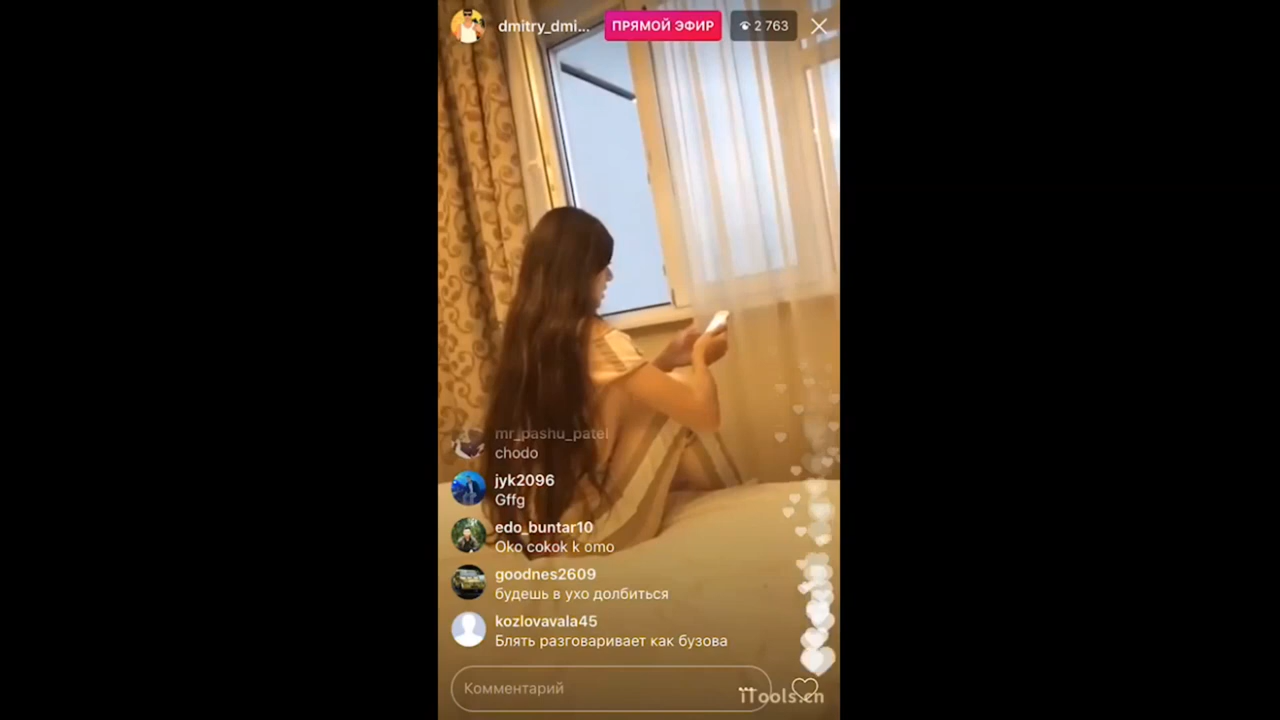 dmitry_dmi...
ПРЯМОЙ ЭФИР
2 763
mr_pashu_patel
chodo
jyk2096
Gffg
edo_buntar10
Oko cokok k omo
goodnes2609
будешь в ухо долбиться
kozlovavala45
Блять разговаривает как бузова
Комментарий
iTools.cn